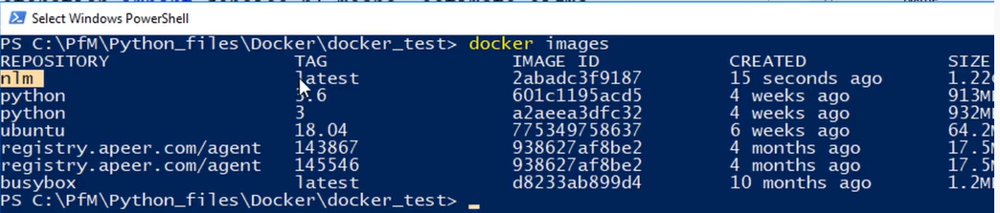 Select Windows PowerShell
PS C:\PfM\Python_files\Docker\docker_test> docker images
REPOSITORY TAG IMAGE ID CREATED SIZE
nlm latest 2abadc3f9187 15 seconds ago 1.22
python 3.6 601c1195acd5 4 weeks ago 913M
python 3 a2aeea3dfc32 4 weeks ago 932M
ubuntu 18.04 775349758637 6 weeks ago 64.2
registry.apeer.com/agent 143867 938627af8be2 4 months ago 17.5
registry.apeer.com/agent 145546 938627af8be2 4 months ago 17.5
busybox latest d8233ab899d4 10 months ago 1.2M
PS C:\PfM\Python_files\Docker\docker_test>